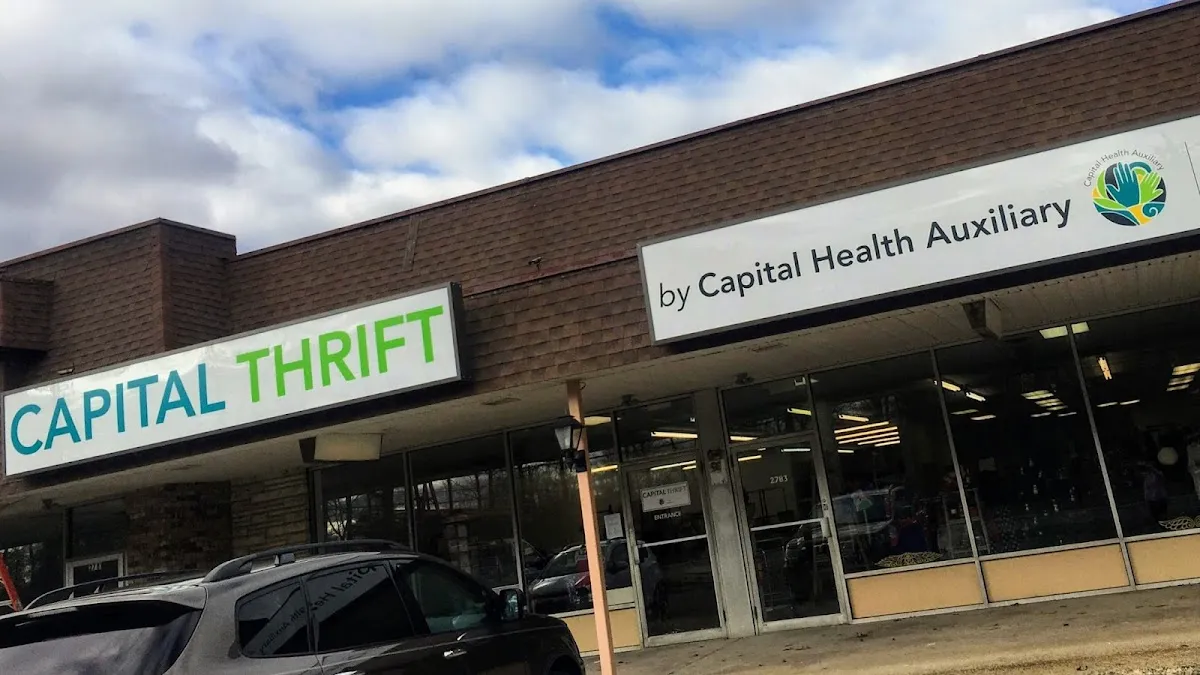 CAPITAL THRIFT
by Capital Health Auxiliary
Capital Health Auxiliary
CAPITAL THRIFT
ENTRANCE
2783